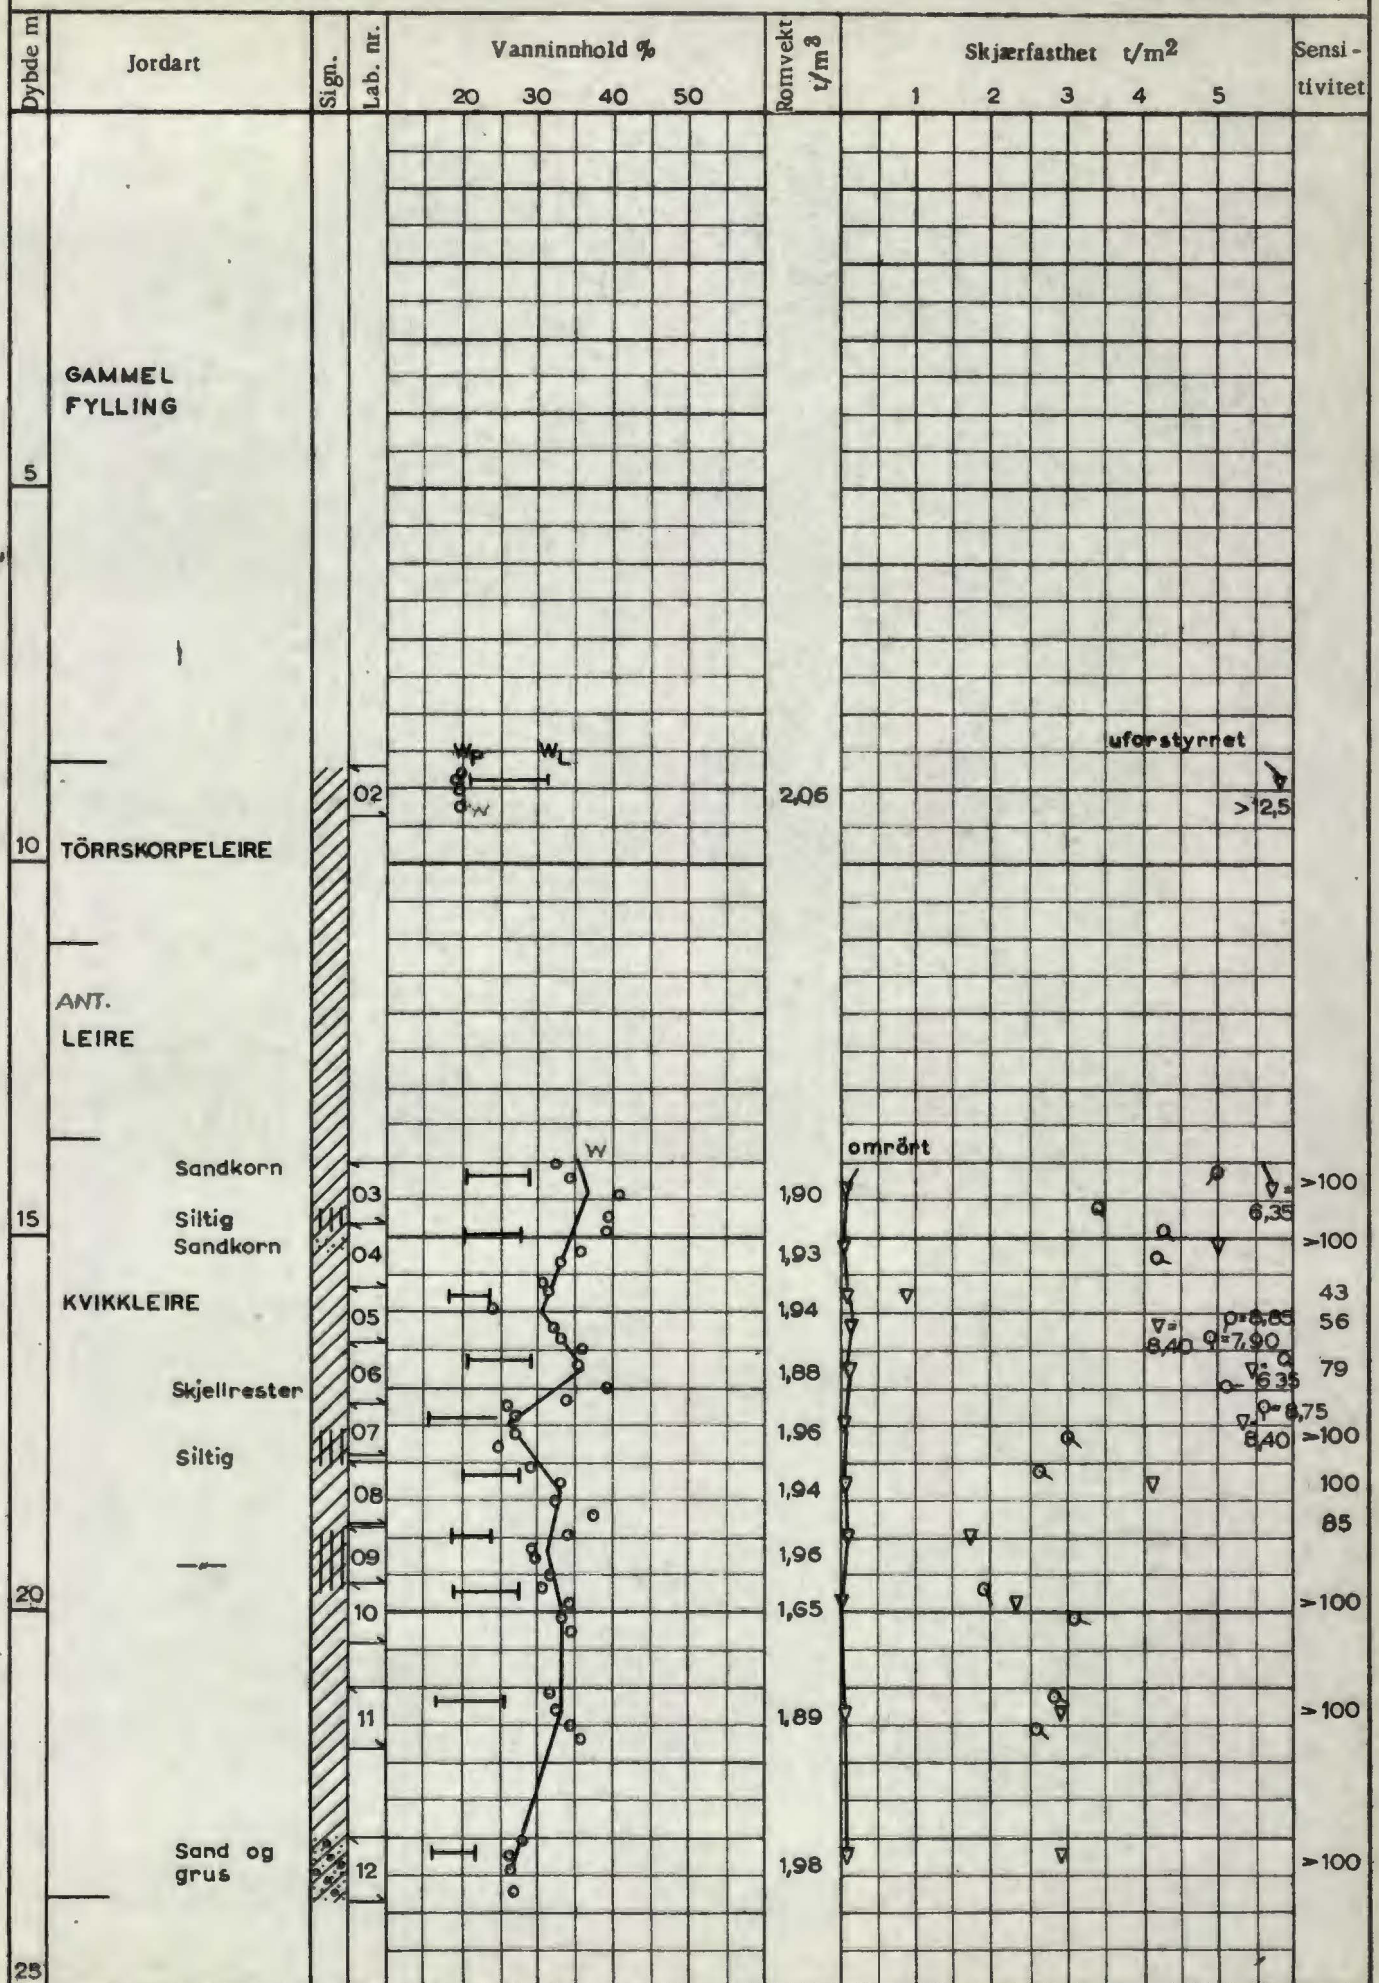 Dybde m
Jordart
Sign.
Lab. nr.
Vanninnhold %
20 30 40 50
Romvekt t/m³
Skjærfasthet t/m²
1 2 3 4 5
Sensi-
tivitet
GAMMEL
FYLLING
5
uforstyrret
Wp WL
02
2,06
>12,5
W
10
TÖRRSKORPELEIRE
ANT.
LEIRE
W
omrört
Sandkorn
03
1,90
>100
6,35
15
Siltig
Sandkorn
04
1,93
>100
KVIKKLEIRE
43
05
1,94
=8,85
56
8,40
=7,90
06
1,88
6,35
79
Skjellrester
=8,75
07
1,96
8,40
>100
Siltig
08
1,94
100
85
09
1,96
20
10
1,65
>100
11
1,89
>100
Sand og
grus
12
1,98
>100
25